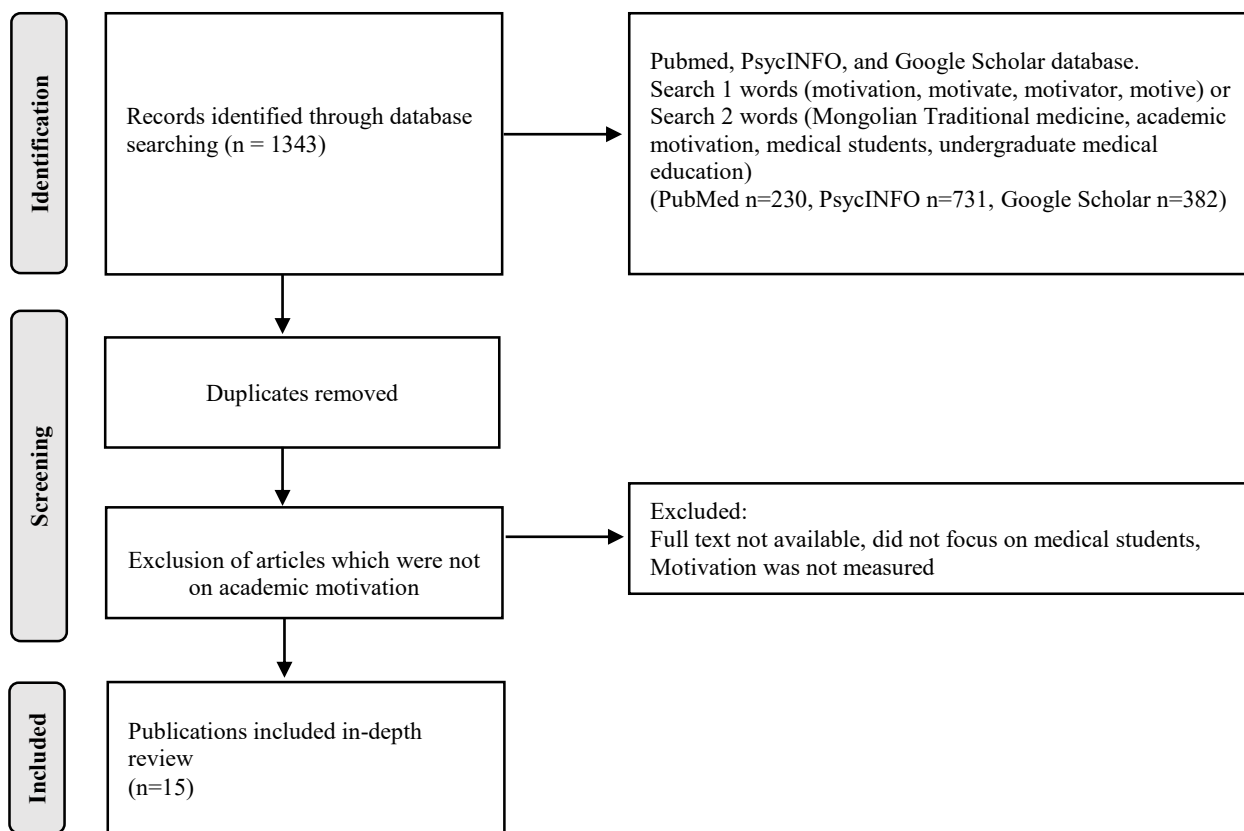 Identification
Records identified through database
searching (n = 1343)
Pubmed, PsycINFO, and Google Scholar database.
Search 1 words (motivation, motivate, motivator, motive) or
Search 2 words (Mongolian Traditional medicine, academic
motivation, medical students, undergraduate medical
education)
(PubMed n=230, PsycINFO n=731, Google Scholar n=382)
Screening
Duplicates removed
Exclusion of articles which were not
on academic motivation
Excluded:
Full text not available, did not focus on medical students,
Motivation was not measured
Included
Publications included in-depth
review
(n=15)